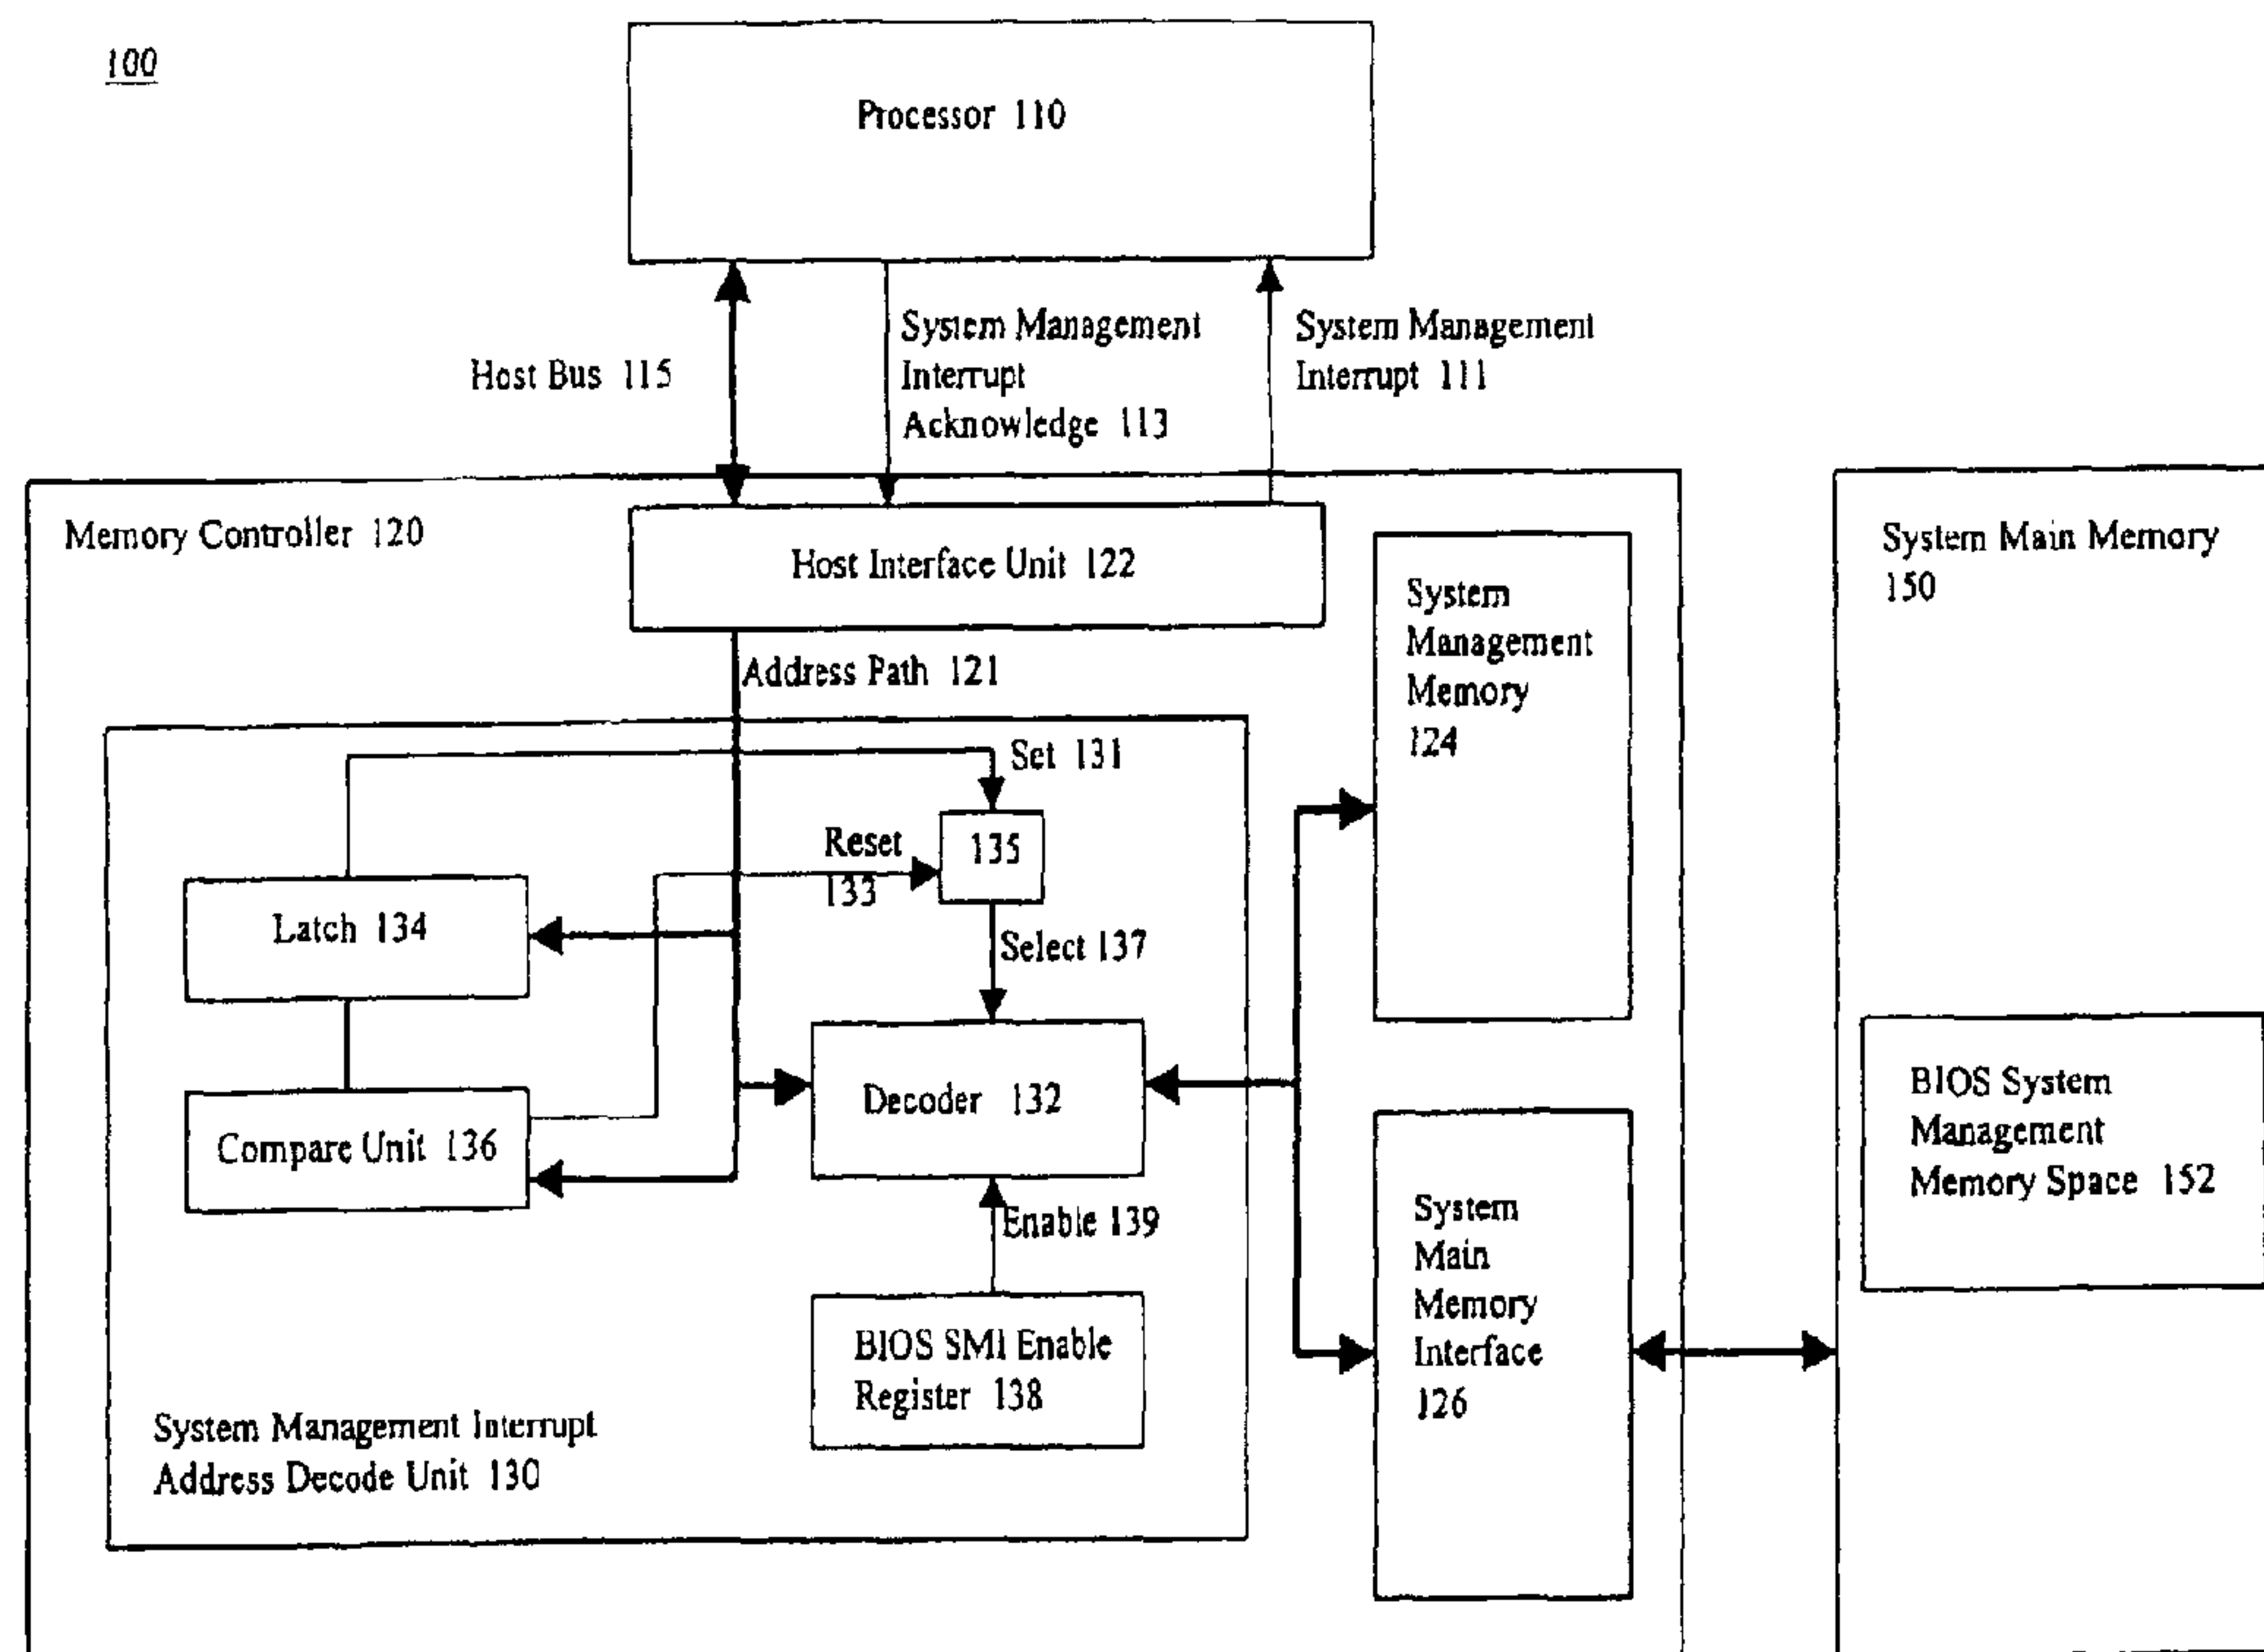 100
Processor 110
Host Bus 115
System Management
Interrupt
Acknowledge 113
System Management
Interrupt 111
Memory Controller 120
Host Interface Unit 122
System
Management
Memory
124
System Main Memory
150
Address Path 121
Set 131
Reset
133
135
Latch 134
Select 137
Compare Unit 136
Decoder 132
Enable 139
BIOS SMI Enable
Register 138
System Management Interrupt
Address Decode Unit 130
System
Main
Memory
Interface
126
BIOS System
Management
Memory Space 152